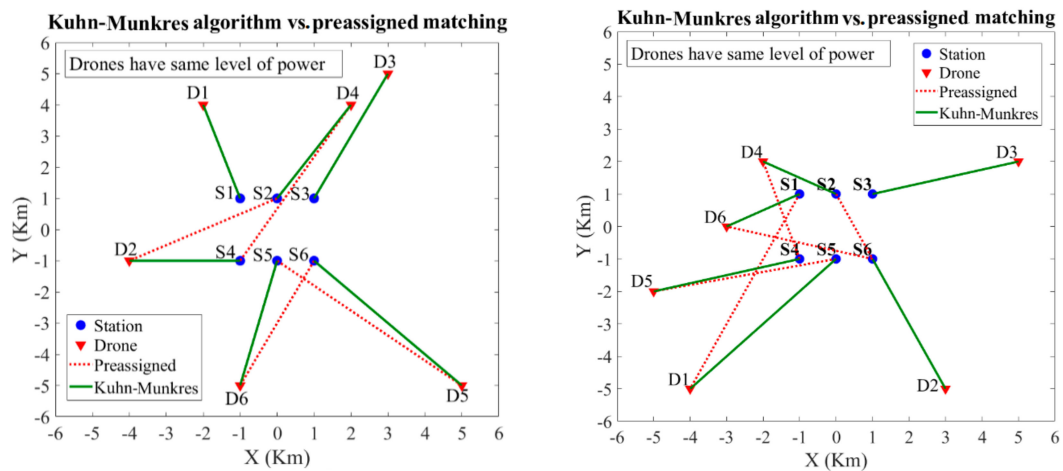 Kuhn-Munkres algorithm vs. preassigned matching
6
5
4
3
2
1
0
-1
-2
-3
-4
-5
-6
Y (Km)
Drones have same level of power
D3
D1
D4
S1
S2
S3
D2
S4
S5
S6
D6
D5
Station
Drone
Preassigned
Kuhn-Munkres
-6 -5 -4 -3 -2 -1 0 1 2 3 4 5 6
X (Km)
Kuhn-Munkres algorithm vs. preassigned matching
6
5
4
3
2
1
0
-1
-2
-3
-4
-5
-6
Y (Km)
Drones have same level of power
Station
Drone
Preassigned
Kuhn-Munkres
D4
D3
S1
S2
S3
D6
S4
S5
S6
D5
D1
D2
-6 -5 -4 -3 -2 -1 0 1 2 3 4 5 6
X (Km)